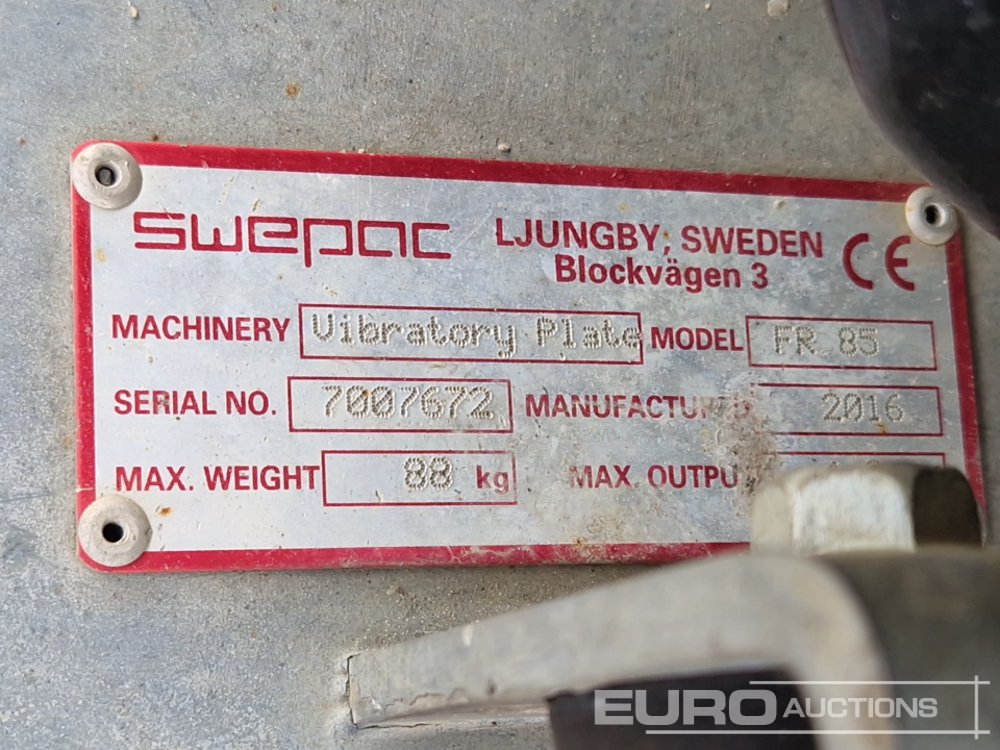 swepac LJUNGBY, SWEDEN CE
Blockvägen 3
MACHINERY Vibratory Plate MODEL FR 85
SERIAL NO. 7007672 MANUFACTURED 2016
MAX. WEIGHT 88 kg MAX. OUTPU
EURO AUCTIONS